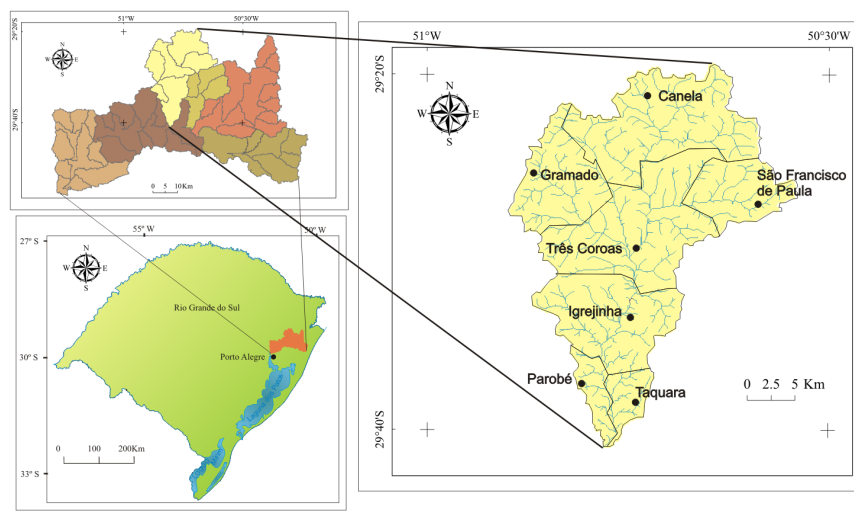 51°W
50°30'W
29°20'S
29°40'S
N
W
E
S
0 5 10Km
55° W
50° W
27° S
30° S
33° S
N
W
E
S
Rio Grande do Sul
Porto Alegre
0 100 200Km
51°W
50°30'W
29°20'S
29°40'S
N
W
E
S
Canela
Gramado
São Francisco
de Paula
Três Coroas
Igrejinha
Parobé
Taquara
0 2.5 5 Km